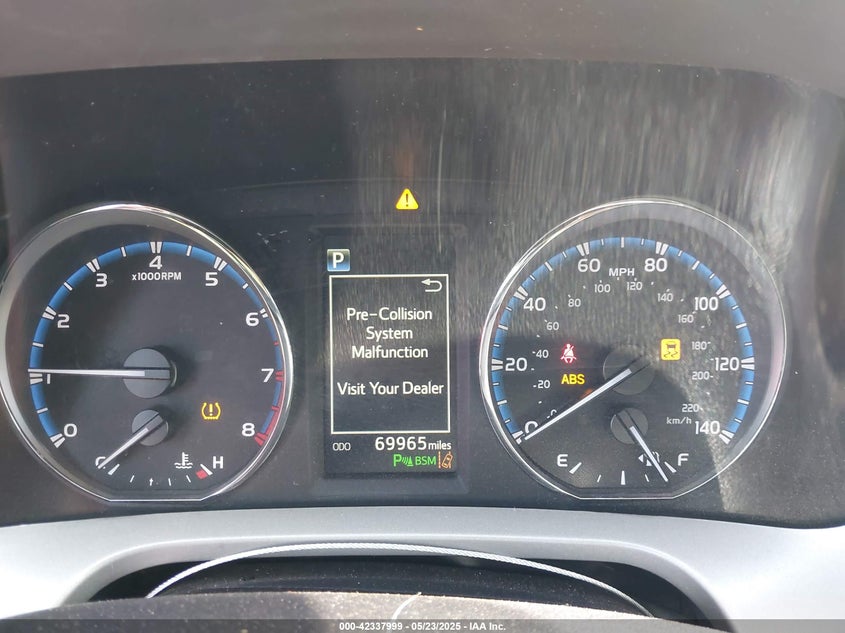 P
4
3
x1000RPM
5
2
6
1
7
0
8
C
H
Pre-Collision
System
Malfunction
Visit Your Dealer
ODO 69965 miles
P BSM
60 MPH 80
100 120
40
80
140
100
60
160
20
40
ABS
180
120
20
200
0
0
220
km/h
140
E
F
000-42337999 - 05/23/2025 - IAA Inc.